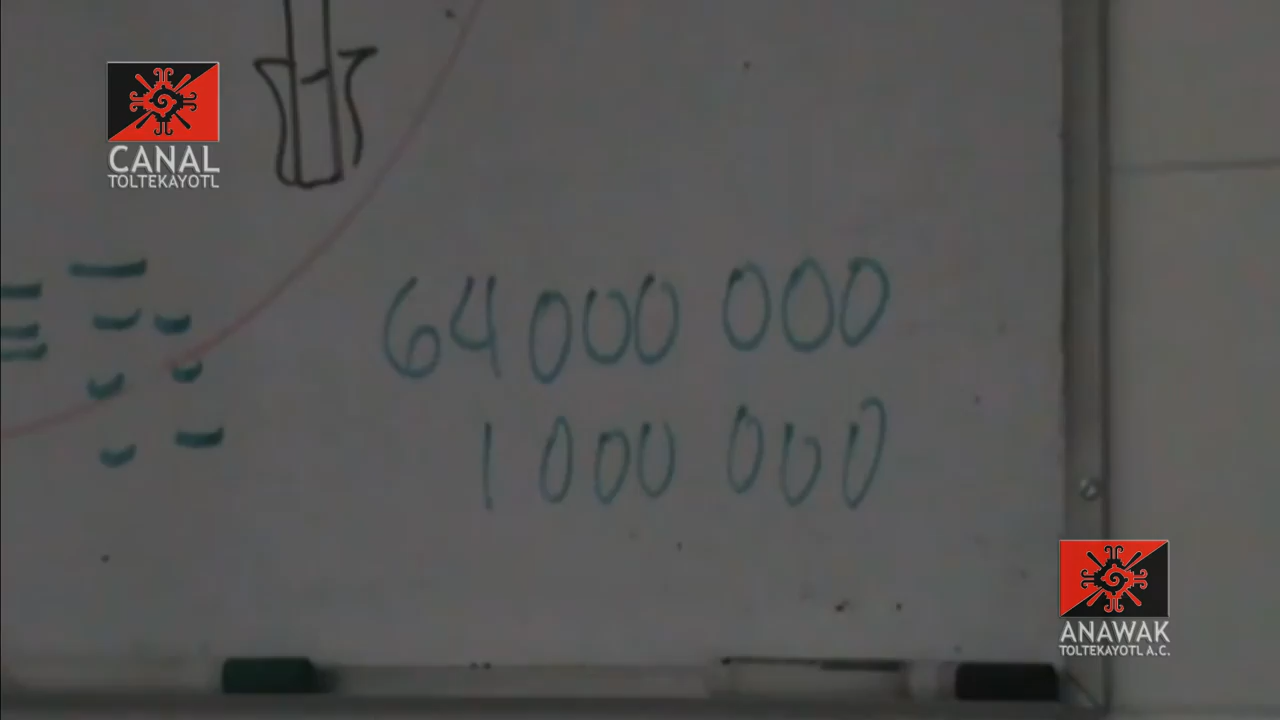 CANAL
TOLTEKAYOTL
64 000 000
1 000 000
ANAWAK
TOLTEKAYOTL A.C.